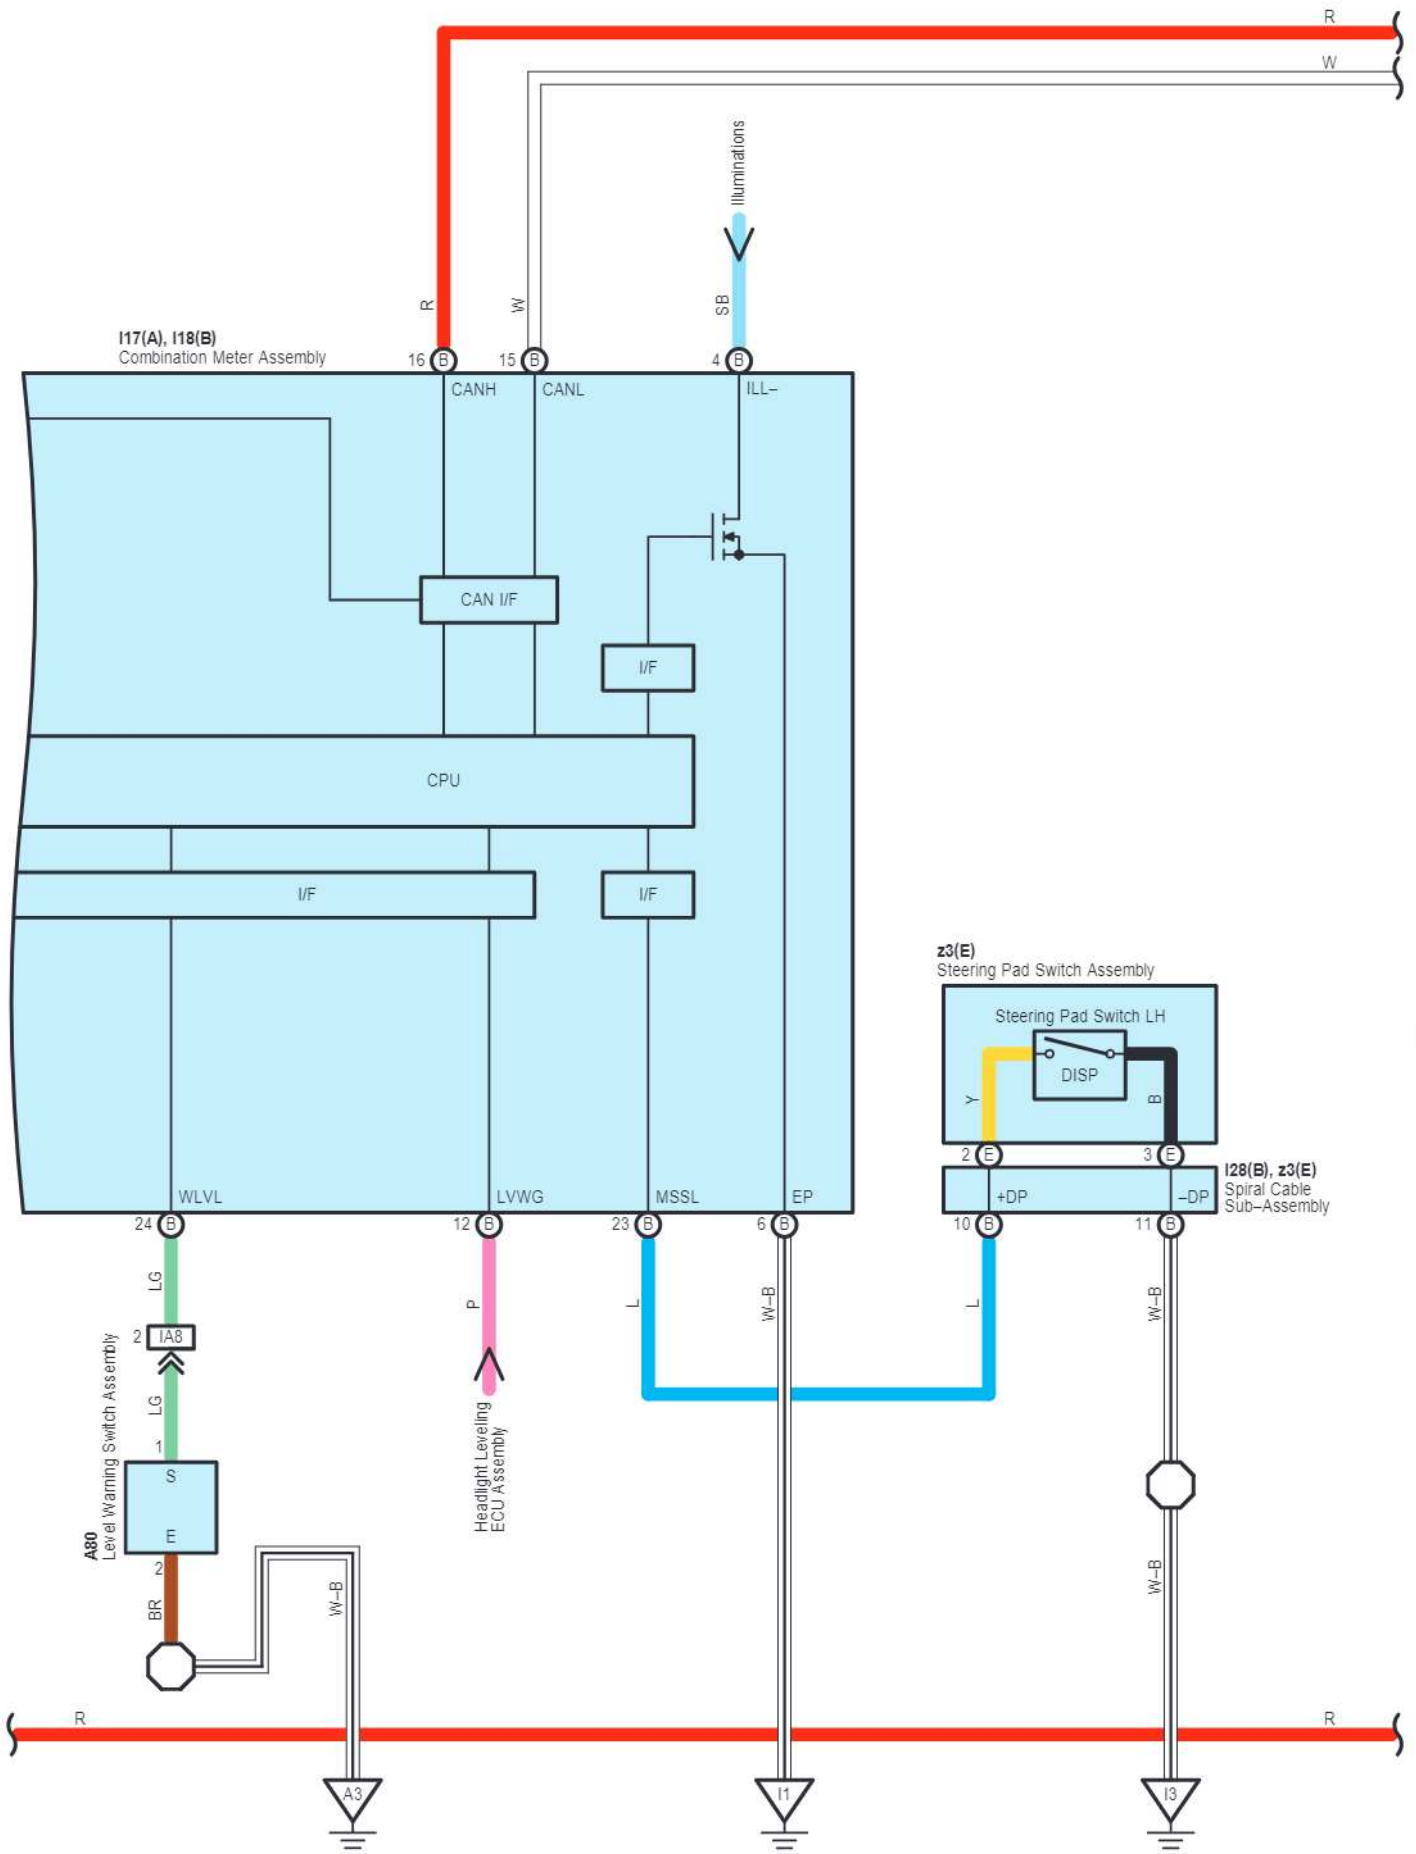 R
W
Illuminations
R
W
SB
I17(A), I18(B)
Combination Meter Assembly
16 B
15 B
4 B
CANH
CANL
ILL–
CAN I/F
I/F
CPU
I/F
I/F
z3(E)
Steering Pad Switch Assembly
Steering Pad Switch LH
DISP
Y
B
2 E
3 E
I28(B), z3(E)
Spiral Cable
Sub–Assembly
+DP
–DP
WLVL
LVWG
MSSL
EP
24 B
12 B
23 B
6 B
10 B
11 B
LG
P
L
W–B
L
W–B
2 IA8
LG
1
S
E
A80
Level Warning Switch Assembly
Headlight Leveling
ECU Assembly
2
BR
W–B
W–B
R
R
A3
I1
I3